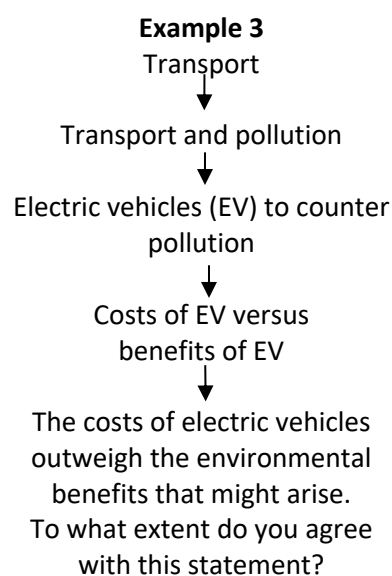 Example 3
Transport
Transport and pollution
Electric vehicles (EV) to counter
pollution
Costs of EV versus
benefits of EV
The costs of electric vehicles
outweigh the environmental
benefits that might arise.
To what extent do you agree
with this statement?